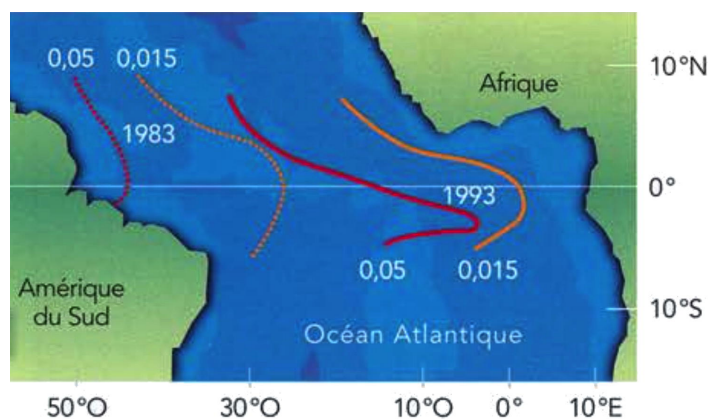 0,05 0,015
Afrique
10°N
1983
1993
0°
0,05 0,015
Amérique
du Sud
10°S
Océan Atlantique
50°O 30°O 10°O 0° 10°E